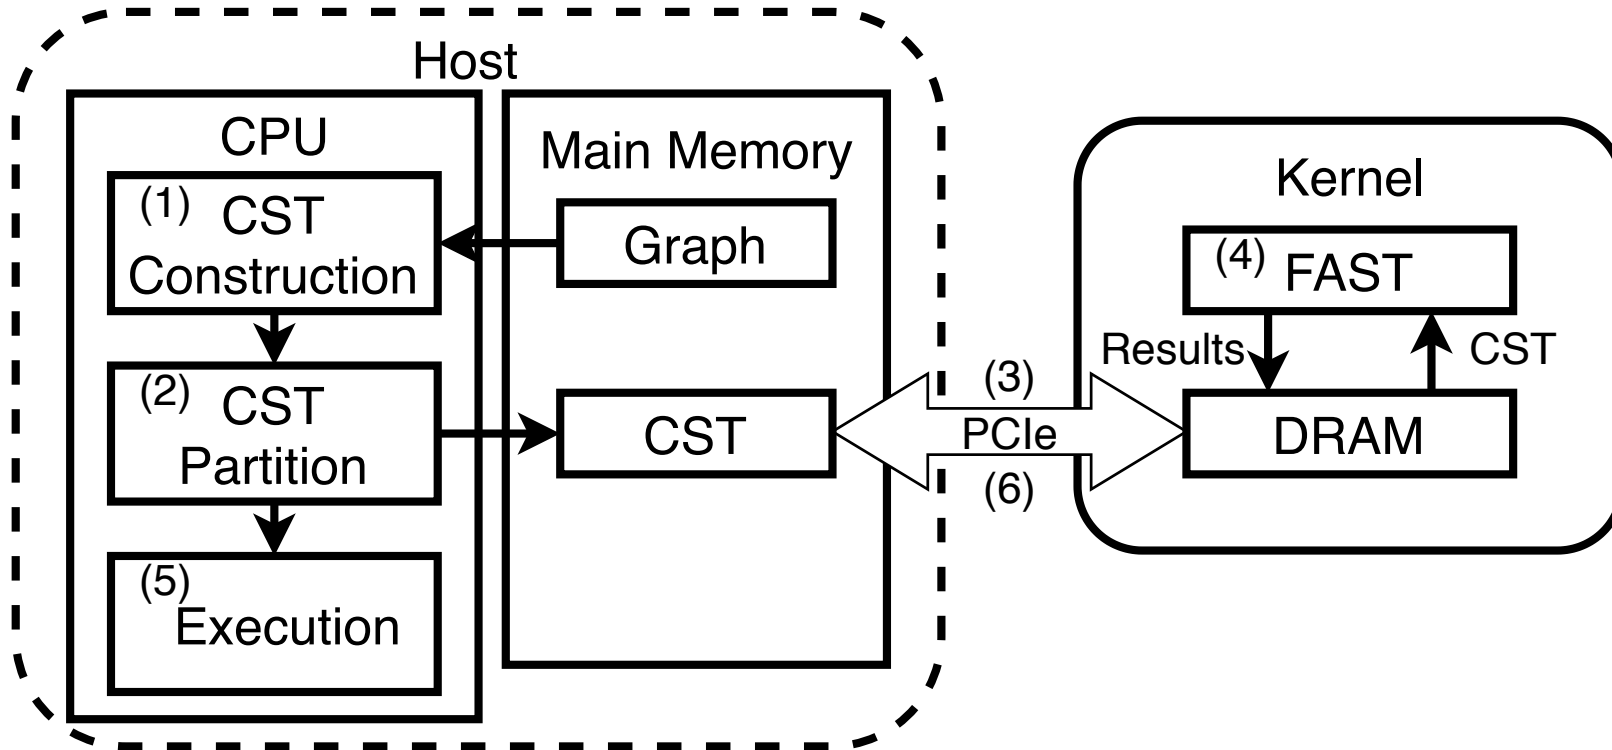 Host
CPU
(1) CST
Construction
(2) CST
Partition
(5)
Execution
Main Memory
Graph
CST
(3)
PCIe
(6)
Kernel
(4) FAST
Results
CST
DRAM